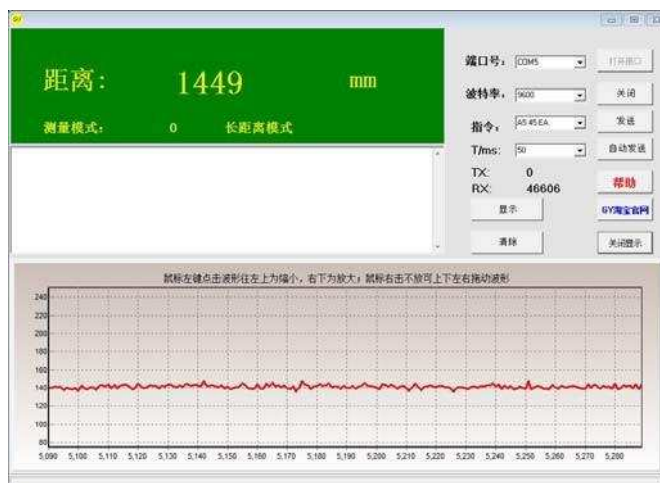 GY
距离: 1449 mm
测量模式: 0 长距离模式
端口号: COM5 打开串口
波特率: 9600 关闭
指令: A5 45 EA 发送
T/ms: 50 自动发送
TX: 0
RX: 46606
帮助
显示 GY淘宝官网
清除 关闭显示
鼠标左键点击波形往左上为缩小，右下为放大；鼠标右击不放可上下左右拖动波形
240
220
200
180
160
140
120
100
80
5,090 5,100 5,110 5,120 5,130 5,140 5,150 5,160 5,170 5,180 5,190 5,200 5,210 5,220 5,230 5,240 5,250 5,260 5,270 5,280